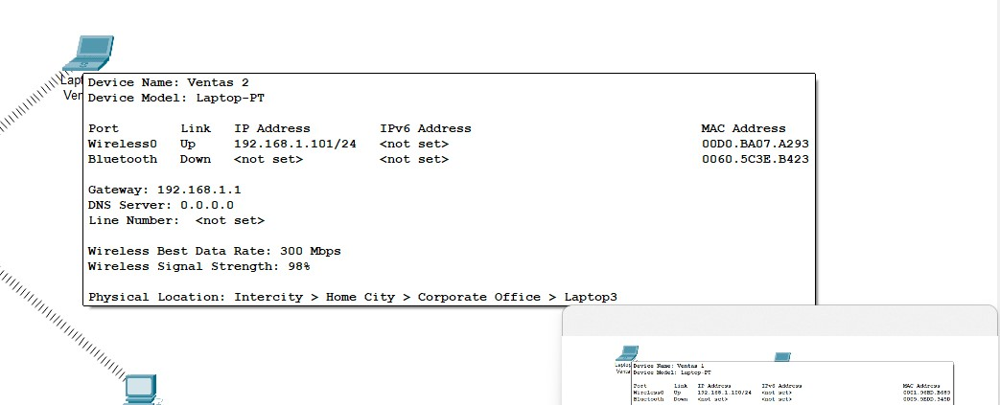 Lapt
Ven
Device Name: Ventas 2
Device Model: Laptop-PT
Port Link IP Address IPv6 Address MAC Address
Wireless0 Up 192.168.1.101/24 <not set> 00D0.BA07.A293
Bluetooth Down <not set> <not set> 0060.5C3E.B423
Gateway: 192.168.1.1
DNS Server: 0.0.0.0
Line Number: <not set>
Wireless Best Data Rate: 300 Mbps
Wireless Signal Strength: 98%
Physical Location: Intercity > Home City > Corporate Office > Laptop3
Laptop
Venta
Device Name: Ventas 1
Device Model: Laptop-PT
Port Link IP Address IPv6 Address MAC Address
Wireless0 Up 192.168.1.100/24 <not set>
Bluetooth Down <not set> <not set>